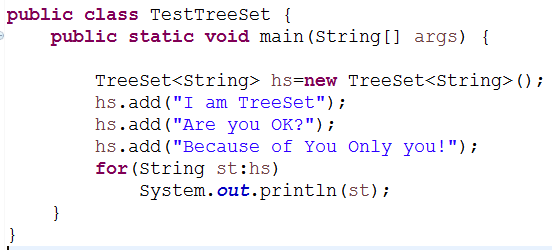 public class TestTreeSet {
public static void main(String[] args) {
TreeSet<String> hs=new TreeSet<String>();
hs.add("I am TreeSet");
hs.add("Are you OK?");
hs.add("Because of You Only you!");
for(String st:hs)
System.out.println(st);
}
}